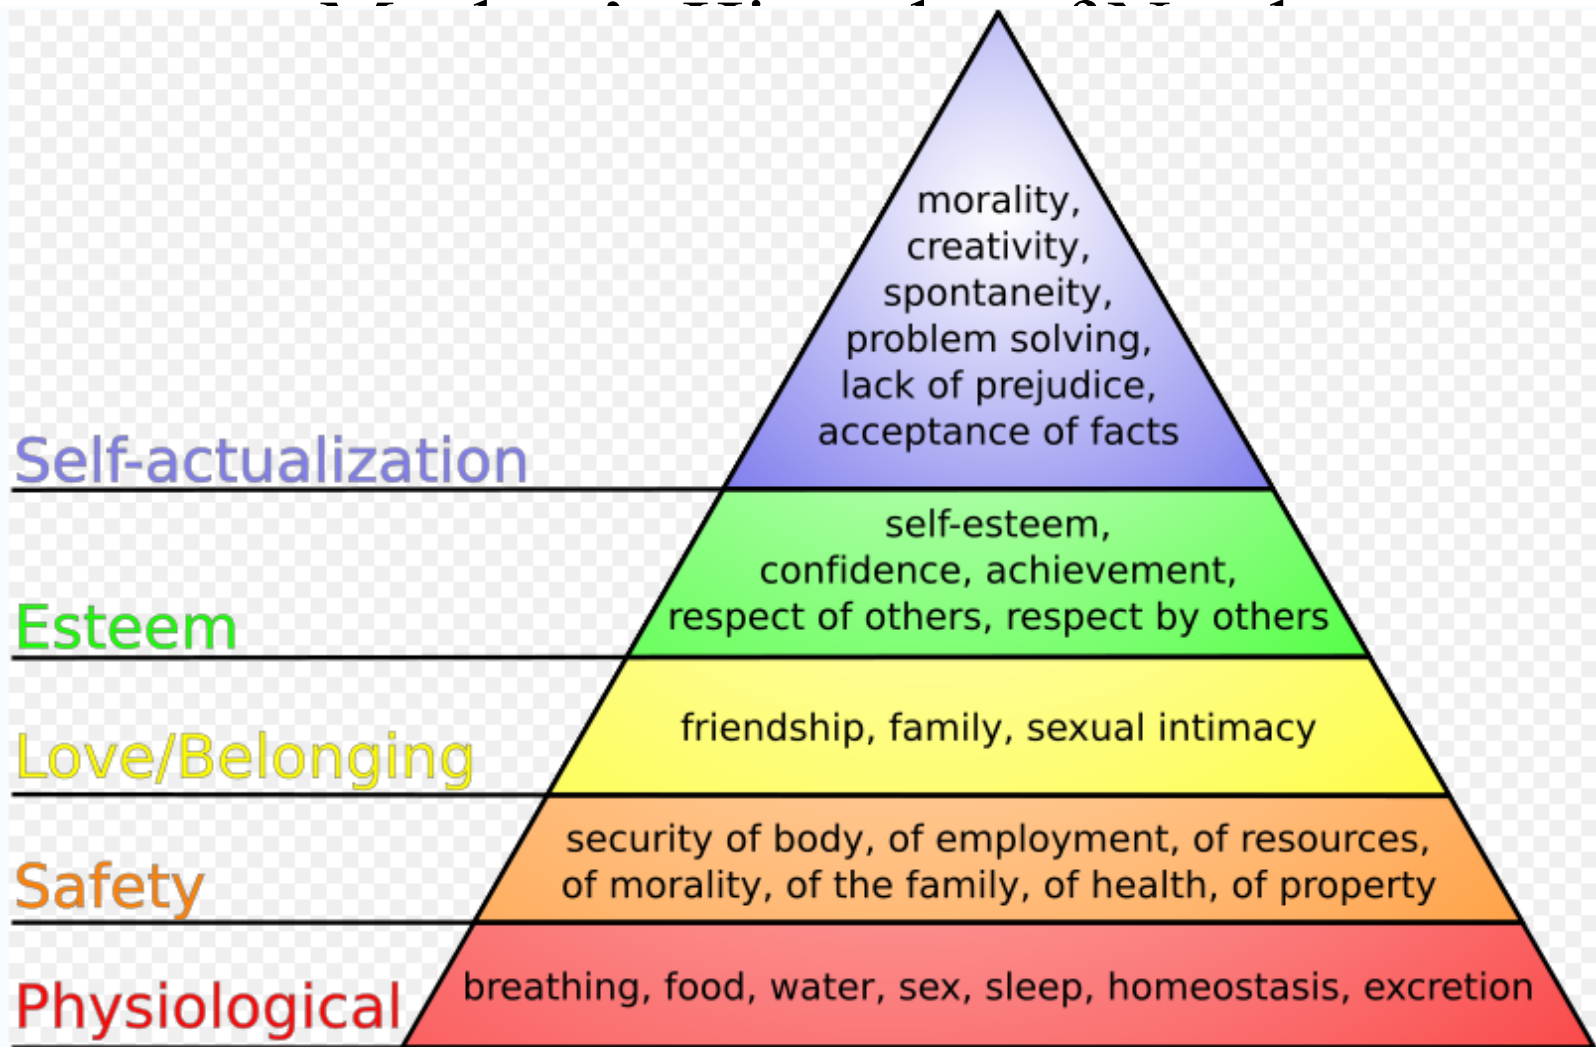 morality,
creativity,
spontaneity,
problem solving,
lack of prejudice,
acceptance of facts
Self-actualization
self-esteem,
confidence, achievement,
respect of others, respect by others
Esteem
friendship, family, sexual intimacy
Love/Belonging
security of body, of employment, of resources,
of morality, of the family, of health, of property
Safety
breathing, food, water, sex, sleep, homeostasis, excretion
Physiological